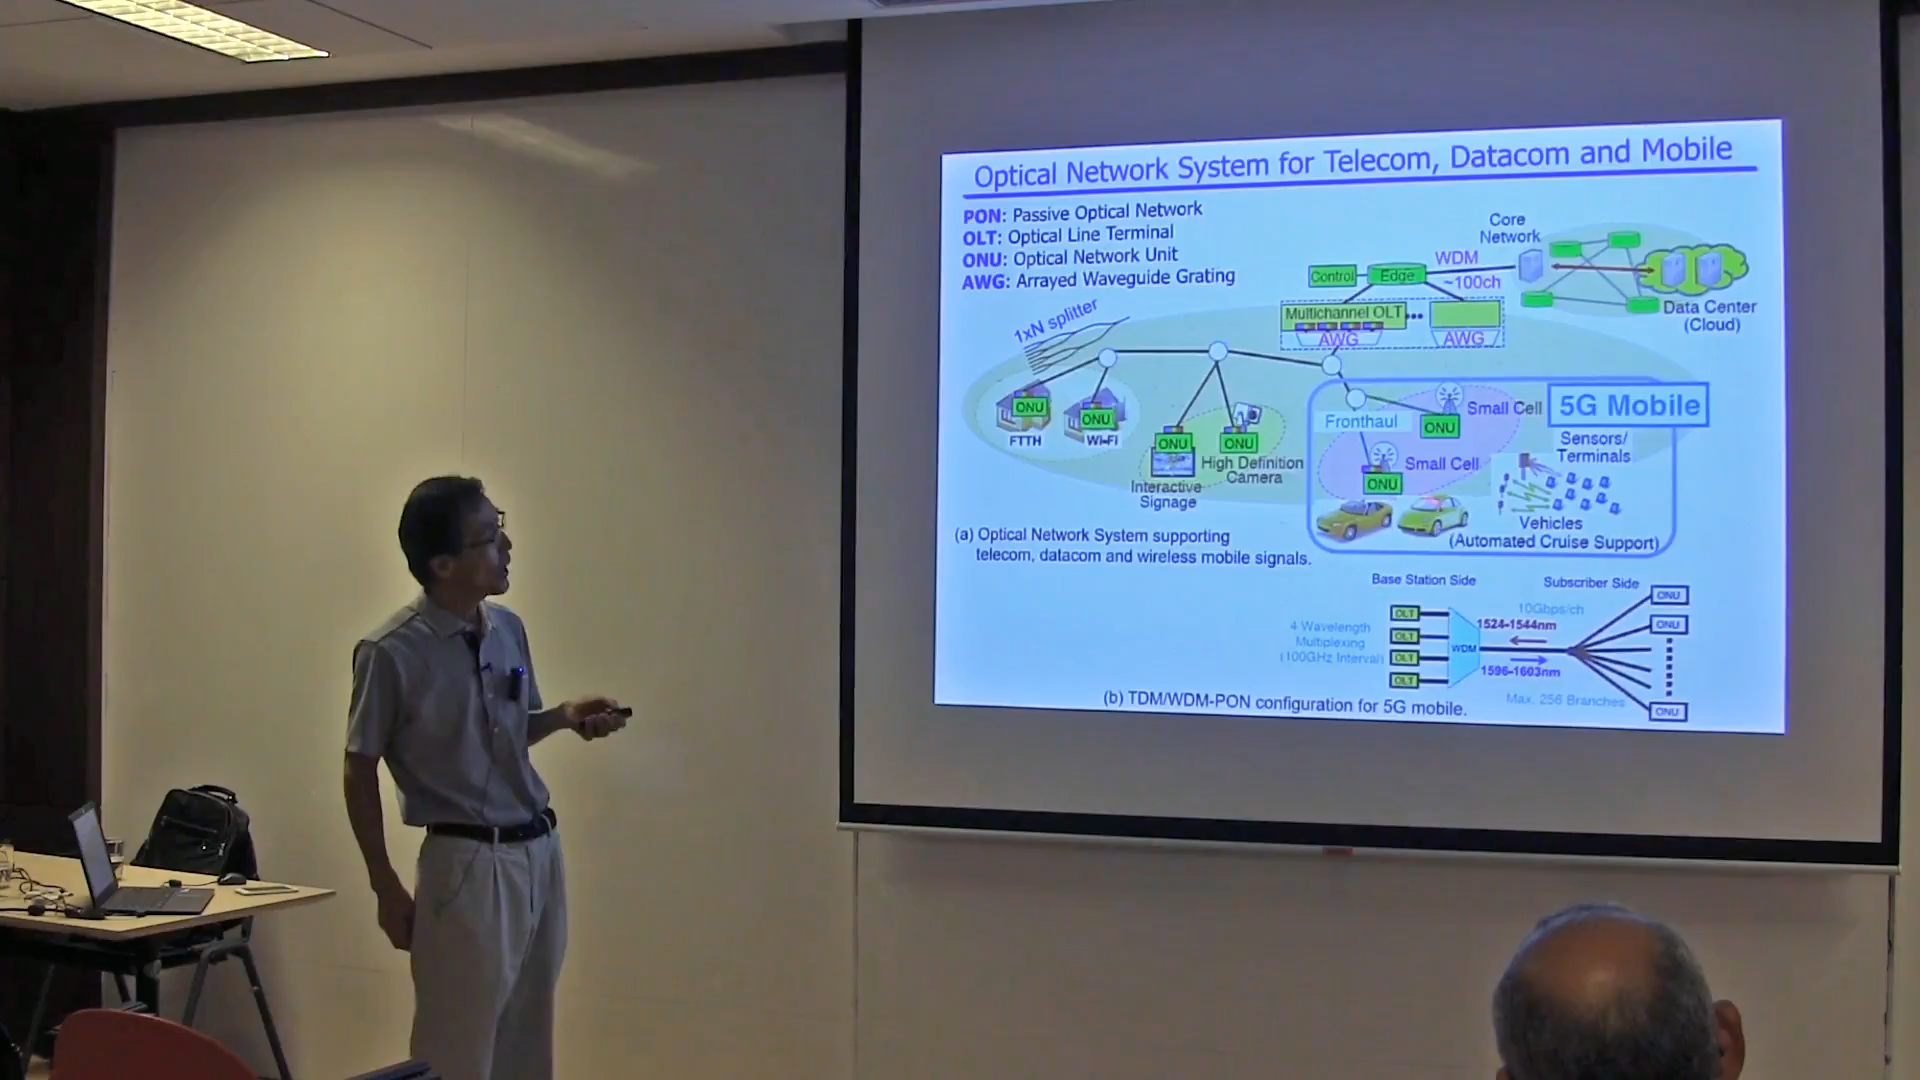 Optical Network System for Telecom, Datacom and Mobile
PON: Passive Optical Network
OLT: Optical Line Terminal
ONU: Optical Network Unit
AWG: Arrayed Waveguide Grating
Core
Network
WDM
~100ch
Control
Edge
Data Center
(Cloud)
Multichannel OLT
AWG
AWG
1xN splitter
ONU
FTTH
ONU
Wi-Fi
ONU
Interactive
Signage
ONU
High Definition
Camera
5G Mobile
Fronthaul
Small Cell
ONU
Small Cell
ONU
Sensors/
Terminals
Vehicles
(Automated Cruise Support)
(a) Optical Network System supporting
telecom, datacom and wireless mobile signals.
Base Station Side
Subscriber Side
4 Wavelength
Multiplexing
(100GHz Interval)
OLT
OLT
OLT
OLT
WDM
10Gbps/ch
1524-1544nm
1596-1603nm
Max. 256 Branches
ONU
ONU
ONU
(b) TDM/WDM-PON configuration for 5G mobile.